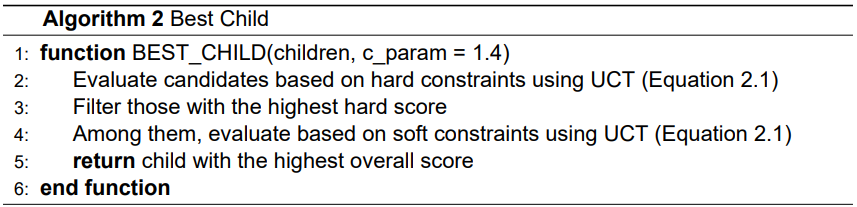 Algorithm 2 Best Child
1: function BEST_CHILD(children, c_param = 1.4)
2: Evaluate candidates based on hard constraints using UCT (Equation 2.1)
3: Filter those with the highest hard score
4: Among them, evaluate based on soft constraints using UCT (Equation 2.1)
5: return child with the highest overall score
6: end function